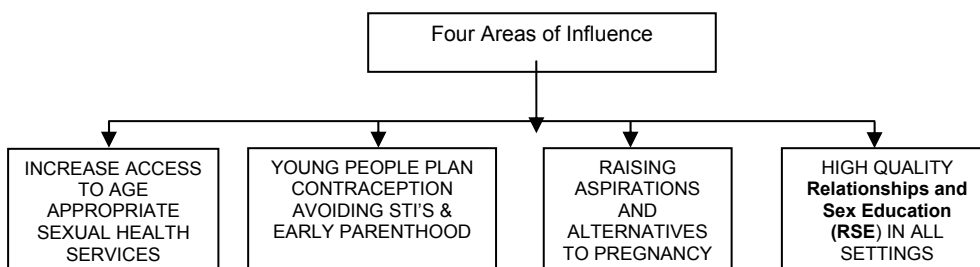 Four Areas of Influence
INCREASE ACCESS
TO AGE
APPROPRIATE
SEXUAL HEALTH
SERVICES
YOUNG PEOPLE PLAN
CONTRACEPTION
AVOIDING STI'S &
EARLY PARENTHOOD
RAISING
ASPIRATIONS
AND
ALTERNATIVES
TO PREGNANCY
HIGH QUALITY
Relationships and
Sex Education
(RSE) IN ALL
SETTINGS